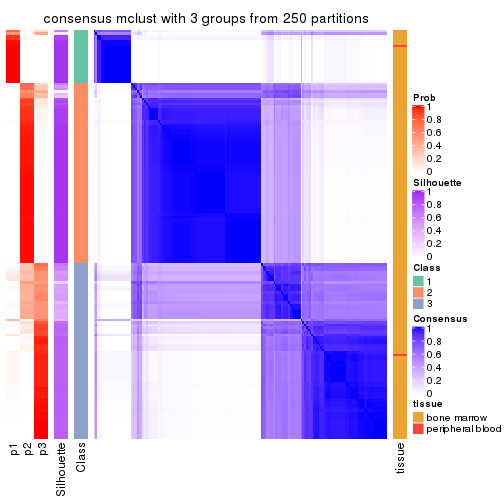 consensus mclust with 3 groups from 250 partitions
Prob
1
0.8
0.6
0.4
0.2
0
Silhouette
1
0.8
0.6
0.4
0.2
0
Class
1
2
3
Consensus
1
0.8
0.6
0.4
0.2
0
tissue
bone marrow
peripheral blood
p1
p2
p3
Silhouette
Class
tissue